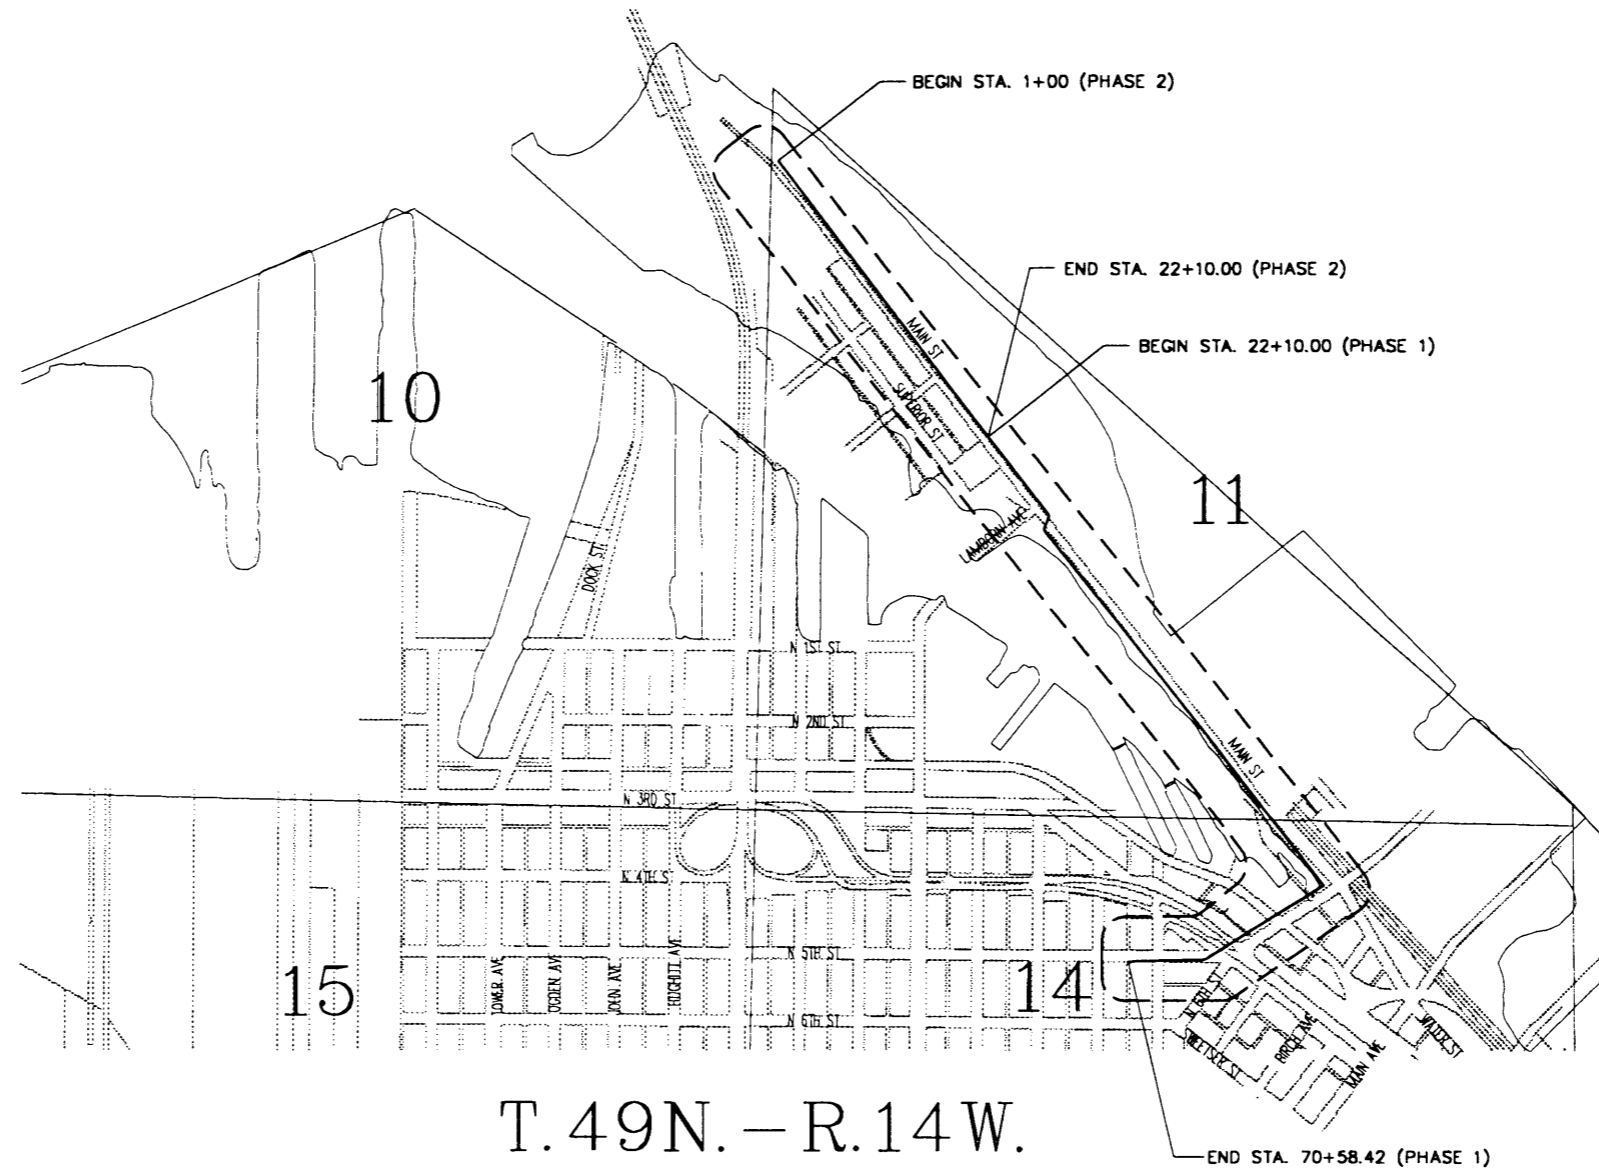 BEGIN STA. 1+00 (PHASE 2)
END STA. 22+10.00 (PHASE 2)
BEGIN STA. 22+10.00 (PHASE 1)
MAIN ST
SUPERIOR ST
10
11
LAMBORN AVE
DOCK ST
N 1ST ST
N 2ND ST
MAIN ST
N 3RD ST
N 4TH ST
N 5TH ST
15
14
TOWER AVE
OGDEN AVE
JOHN AVE
HUGHITT AVE
N 6TH ST
N 6TH ST
BIRCH AVE
MAIN AVE
T.49N.-R.14W.
END STA. 70+58.42 (PHASE 1)